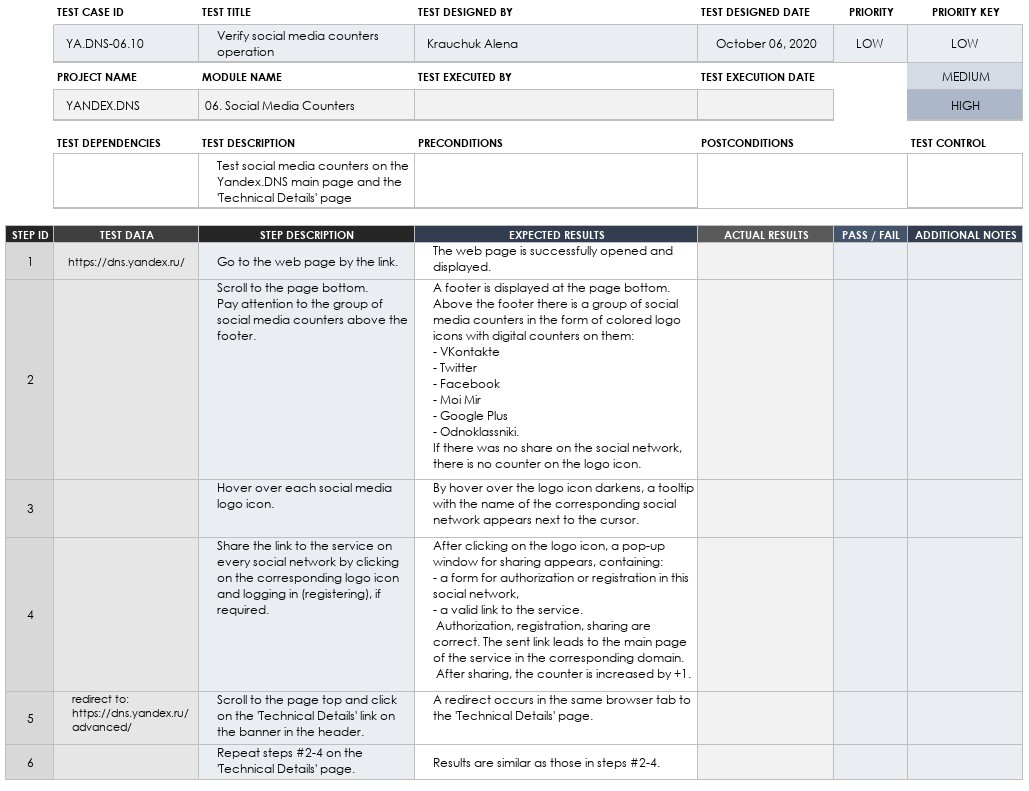 TEST CASE ID TEST TITLE TEST DESIGNED BY TEST DESIGNED DATE PRIORITY PRIORITY KEY
YA.DNS-06.10 Verify social media counters Krauchuk Alena October 06, 2020 LOW LOW
operation
PROJECT NAME MODULE NAME TEST EXECUTED BY TEST EXECUTION DATE MEDIUM
YANDEX.DNS 06. Social Media Counters HIGH
TEST DEPENDENCIES TEST DESCRIPTION PRECONDITIONS POSTCONDITIONS TEST CONTROL
Test social media counters on the
Yandex.DNS main page and the
'Technical Details' page
STEP ID TEST DATA STEP DESCRIPTION EXPECTED RESULTS ACTUAL RESULTS PASS / FAIL ADDITIONAL NOTES
1 https://dns.yandex.ru/ Go to the web page by the link.
The web page is successfully opened and
displayed.
2
Scroll to the page bottom.
Pay attention to the group of
social media counters above the
footer.
A footer is displayed at the page bottom.
Above the footer there is a group of social
media counters in the form of colored logo
icons with digital counters on them:
- VKontakte
- Twitter
- Facebook
- Moi Mir
- Google Plus
- Odnoklassniki.
If there was no share on the social network,
there is no counter on the logo icon.
3
Hover over each social media
logo icon.
By hover over the logo icon darkens, a tooltip
with the name of the corresponding social
network appears next to the cursor.
4
Share the link to the service on
every social network by clicking
on the corresponding logo icon
and logging in (registering), if
required.
After clicking on the logo icon, a pop-up
window for sharing appears, containing:
- a form for authorization or registration in this
social network,
- a valid link to the service.
Authorization, registration, sharing are
correct. The sent link leads to the main page
of the service in the corresponding domain.
After sharing, the counter is increased by +1.
5
redirect to:
https://dns.yandex.ru/
advanced/
Scroll to the page top and click
on the 'Technical Details' link on
the banner in the header.
A redirect occurs in the same browser tab to
the 'Technical Details' page.
6
Repeat steps #2-4 on the
'Technical Details' page.
Results are similar as those in steps #2-4.